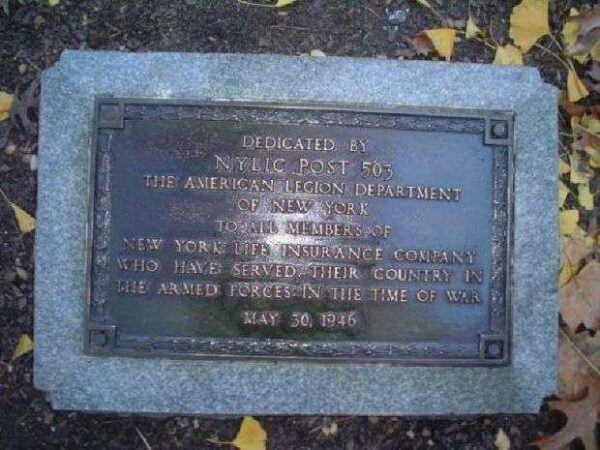 DEDICATED BY
NYLIC POST 503
THE AMERICAN LEGION DEPARTMENT
OF NEW YORK
TO ALL MEMBERS OF
NEW YORK LIFE INSURANCE COMPANY
WHO HAVE SERVED THEIR COUNTRY IN
THE ARMED FORCES IN THE TIME OF WAR
MAY 30, 1946